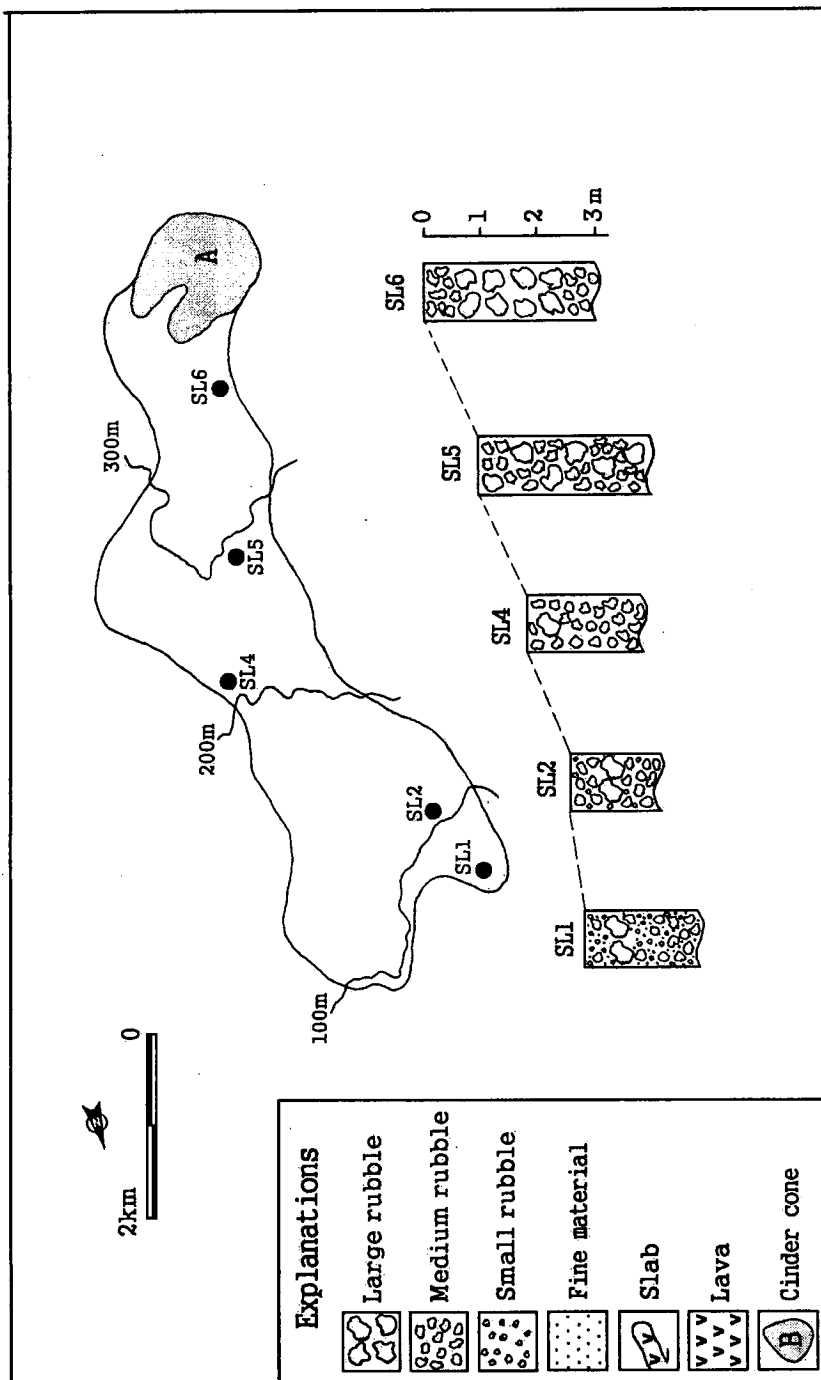 2km 0
A
SL6
300m
SL5
SL4
200m
SL2
SL1
100m
SL1
SL2
SL4
SL5
SL6
0
1
2
3 m
Explanations
Large rubble
Medium rubble
Small rubble
Fine material
Slab
Lava
B Cinder cone